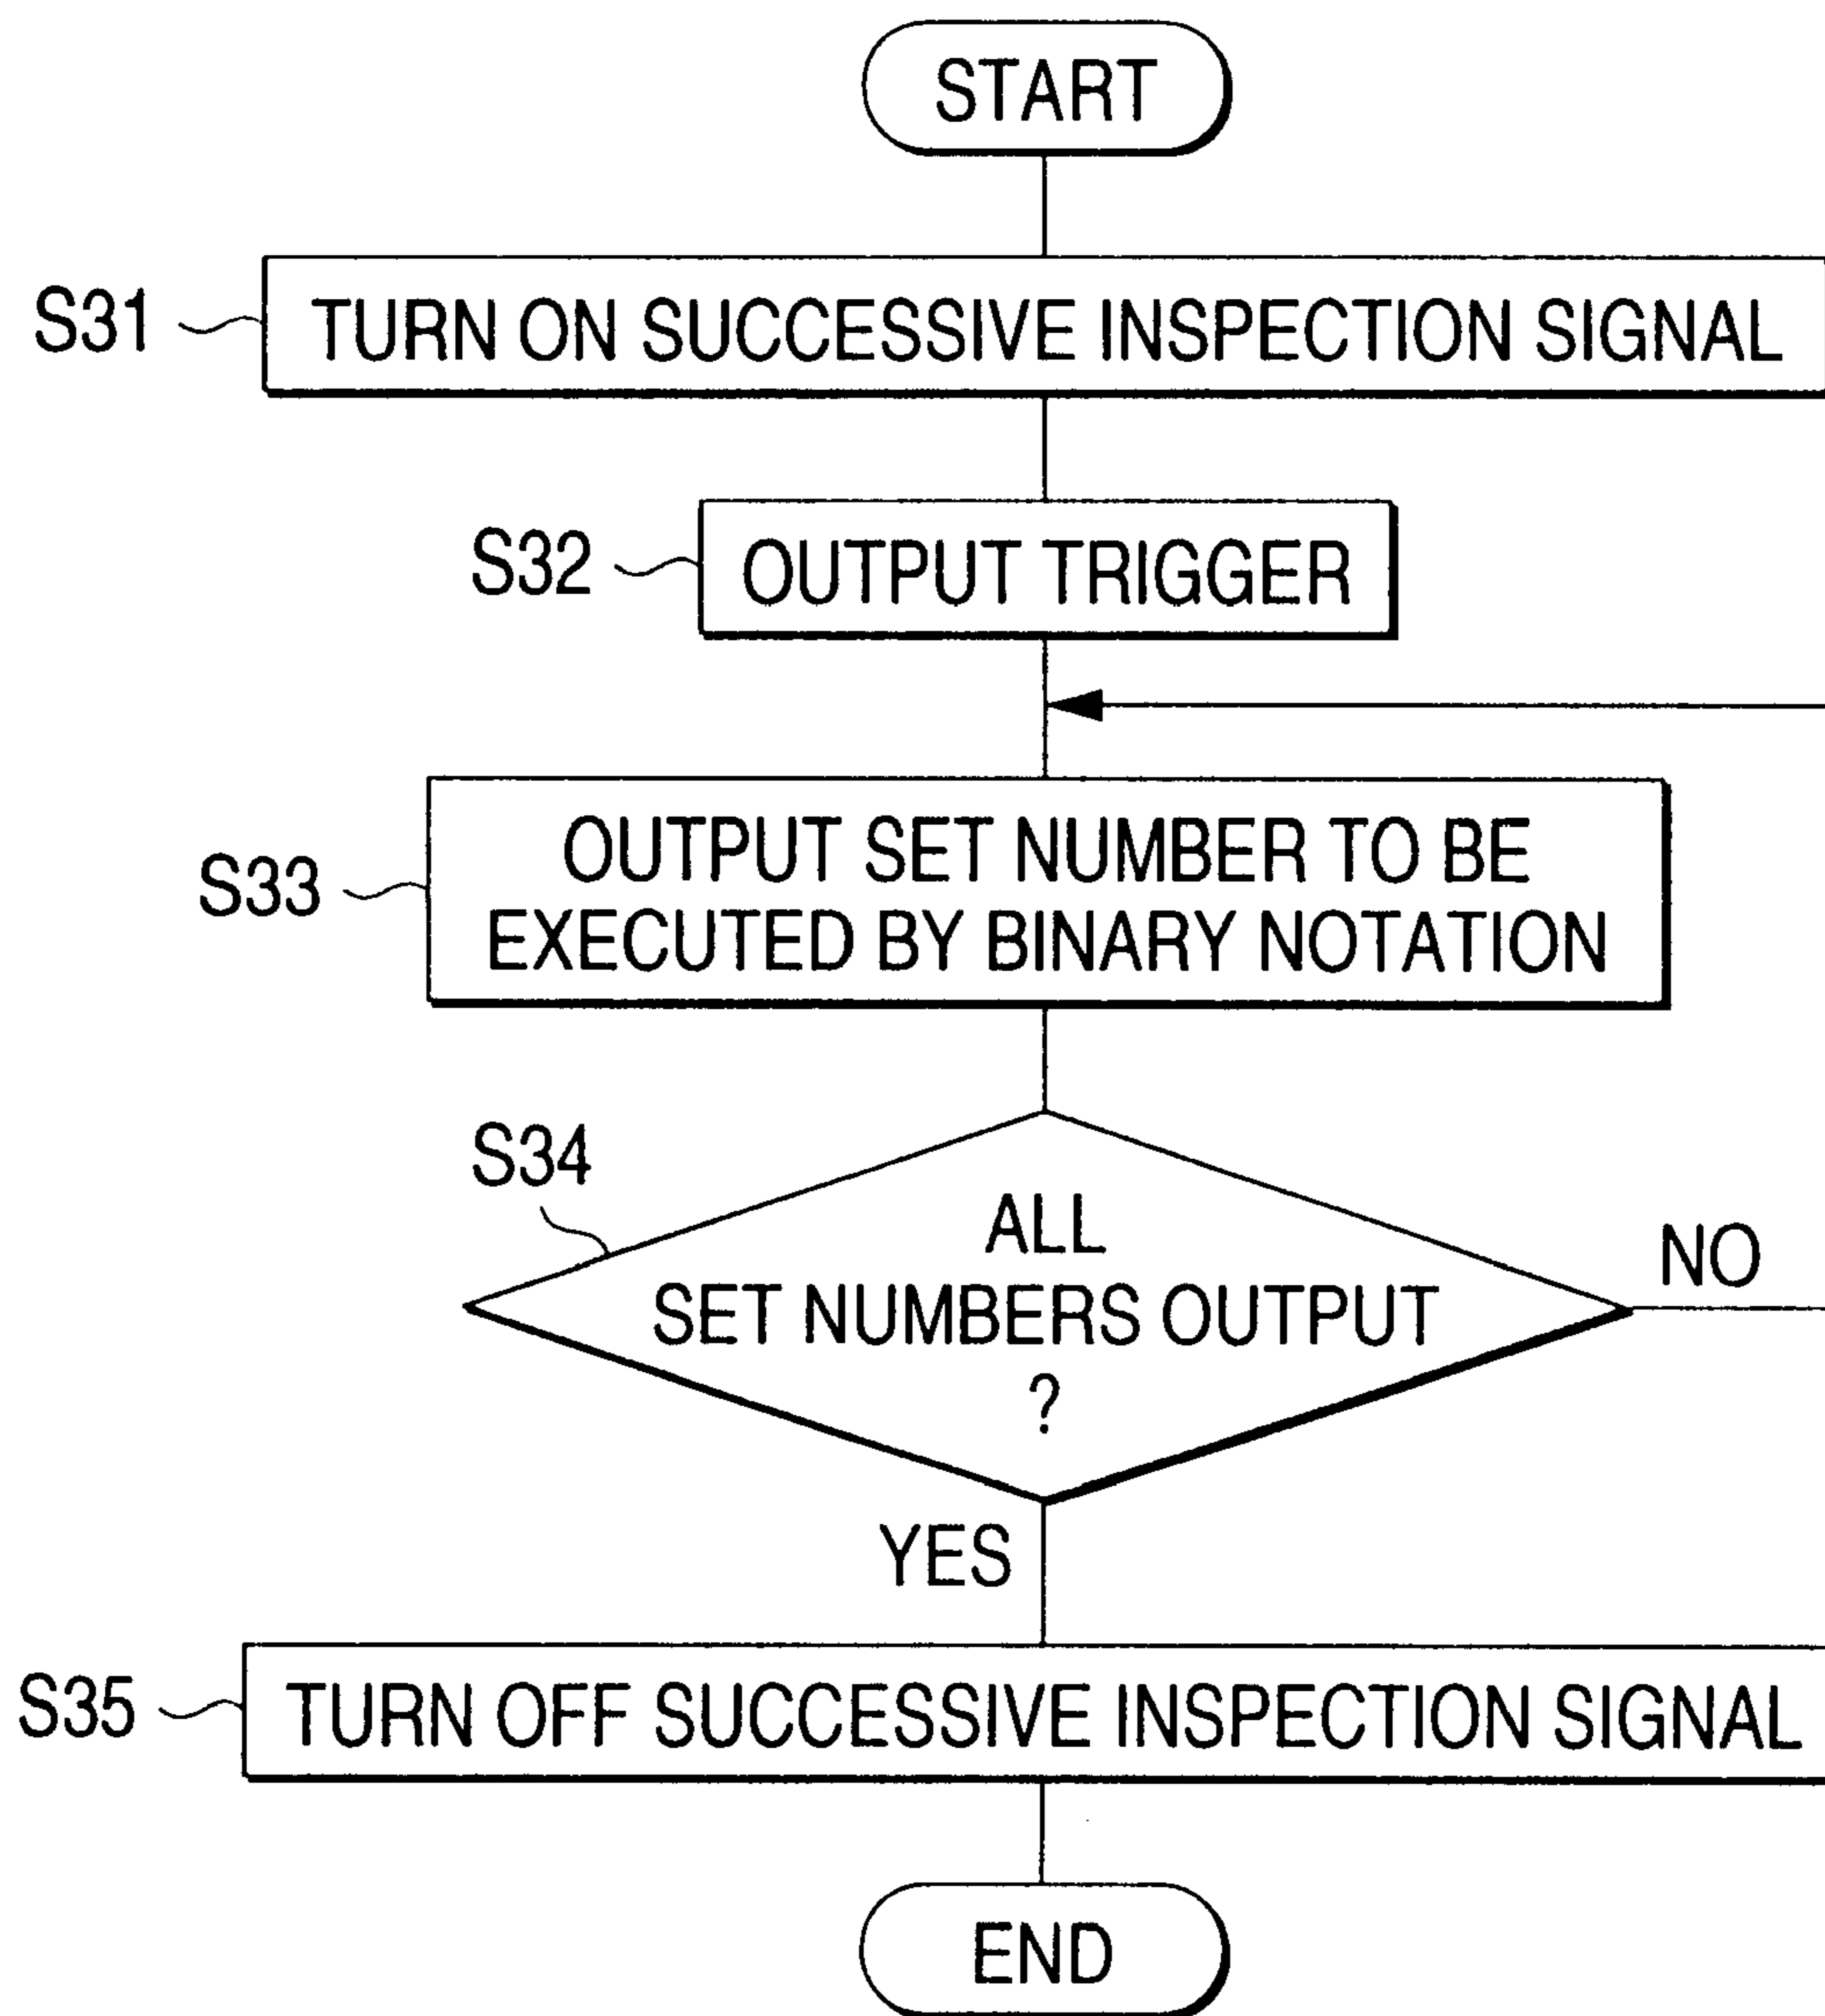 START
S31
TURN ON SUCCESSIVE INSPECTION SIGNAL
S32
OUTPUT TRIGGER
S33
OUTPUT SET NUMBER TO BE
EXECUTED BY BINARY NOTATION
S34
ALL
SET NUMBERS OUTPUT
?
NO
YES
S35
TURN OFF SUCCESSIVE INSPECTION SIGNAL
END